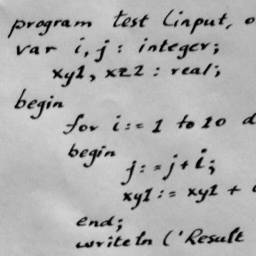 program test (input, o
var i, j : integer;
xy1, xz2 : real;
begin
for i := 1 to 10 d
begin
j := j + i;
xy1 := xy1 +
end;
writeln ('Result